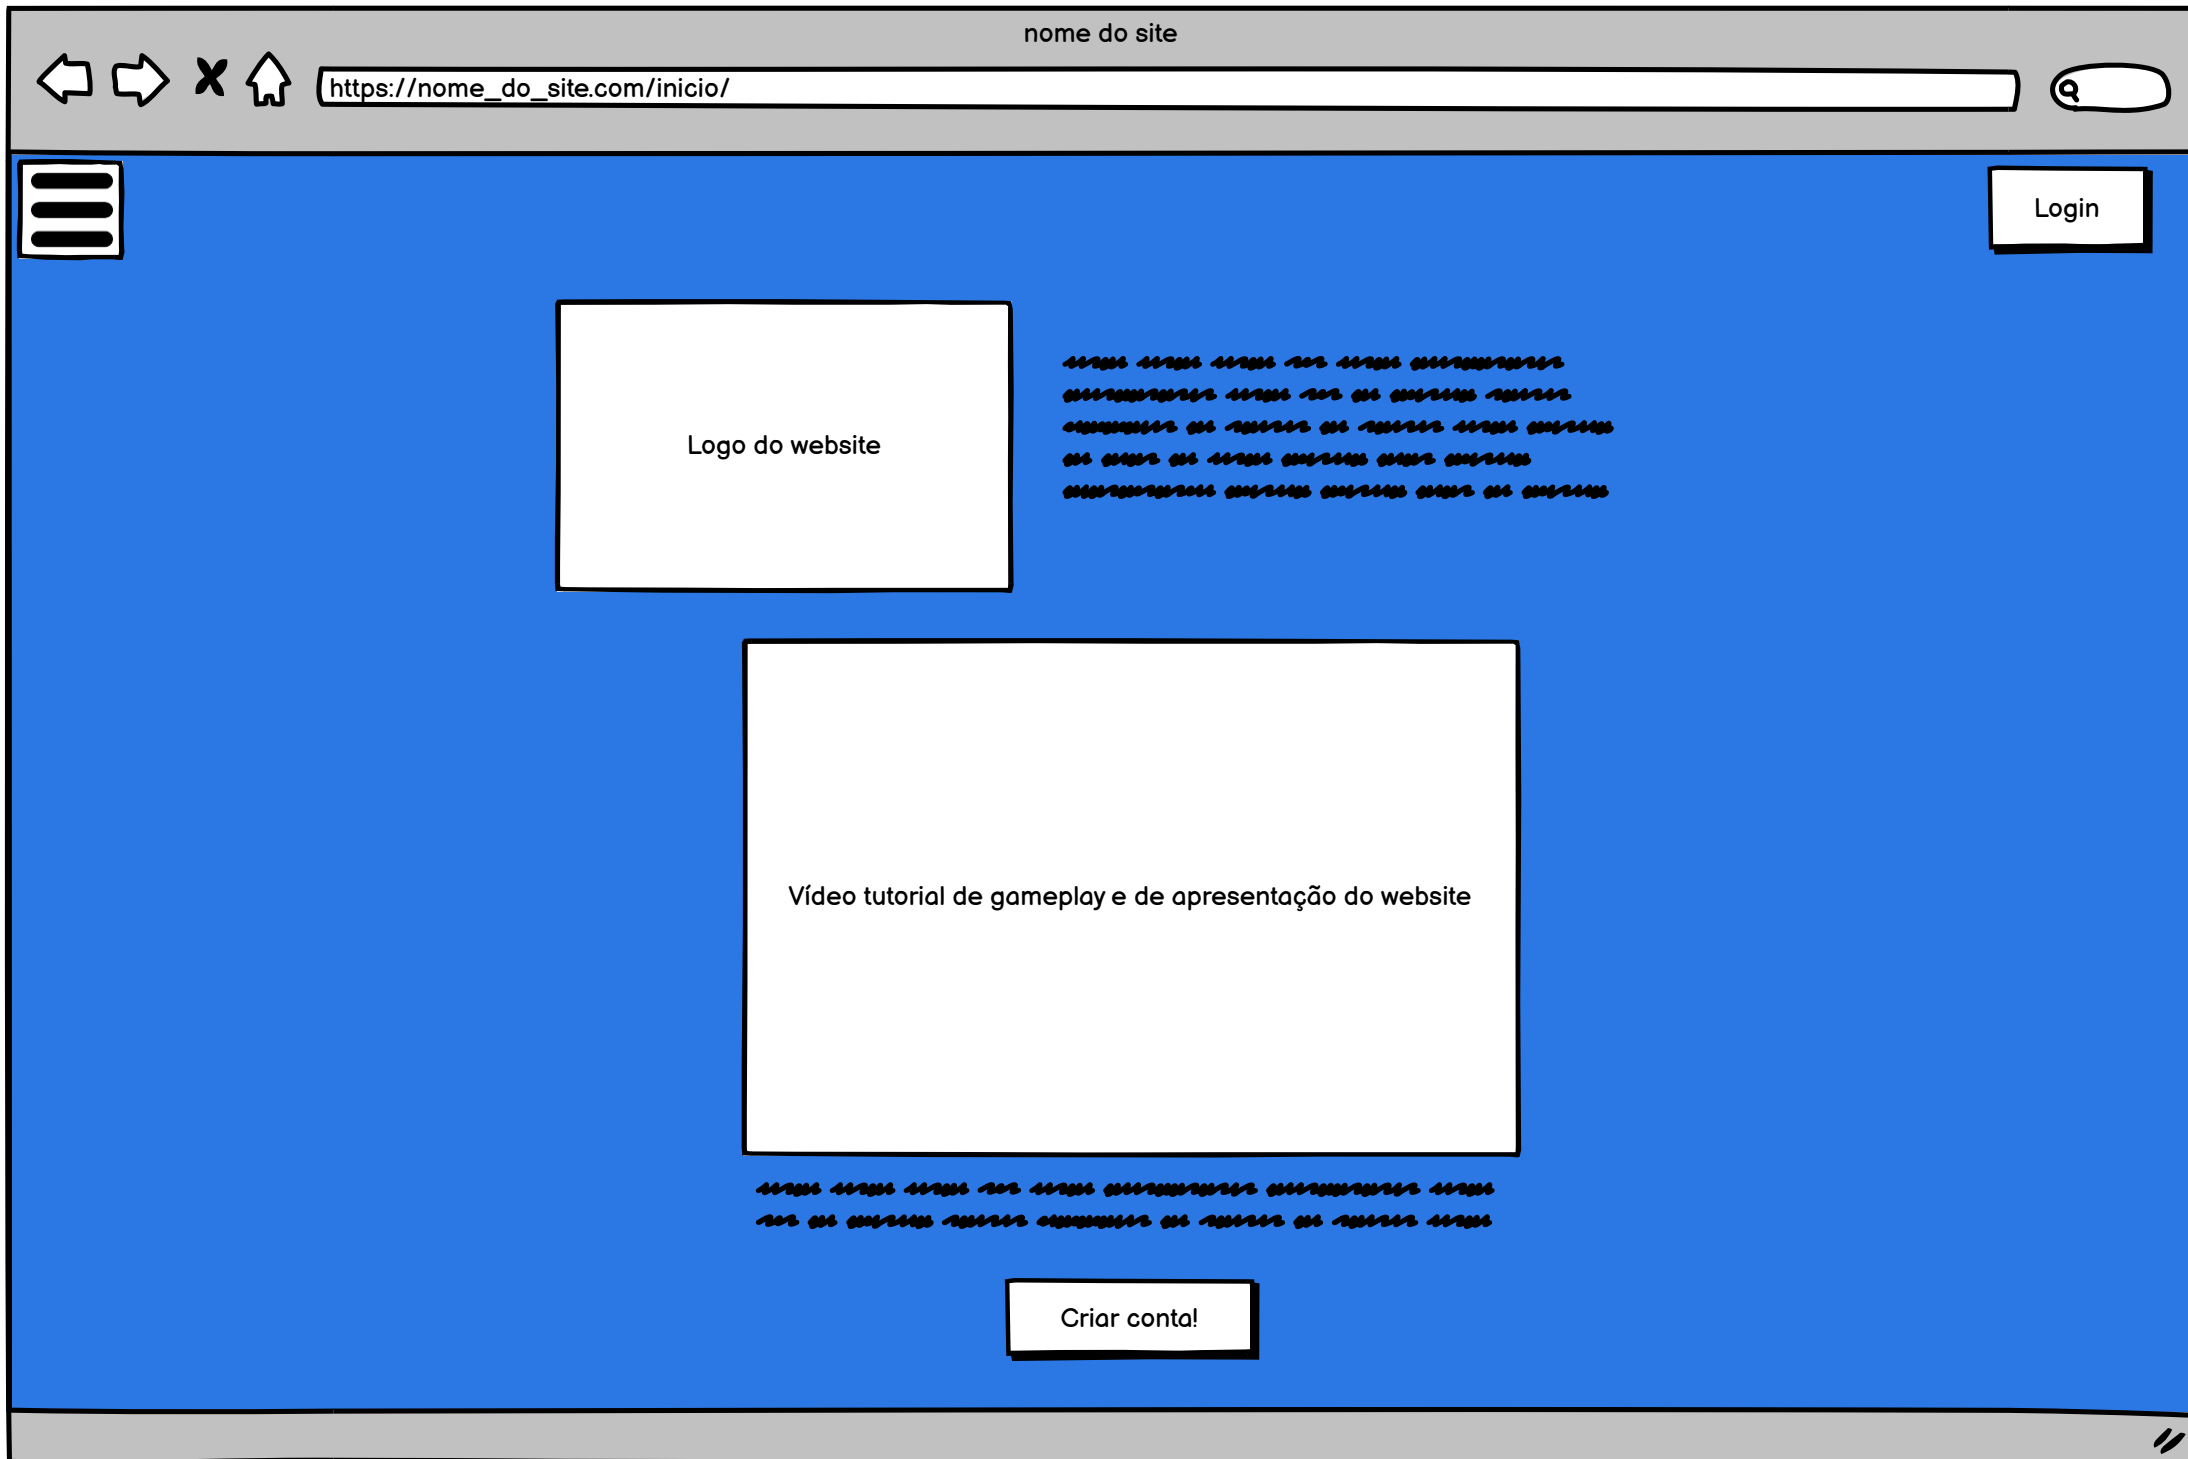 nome do site
https://nome_do_site.com/inicio/
Login
Logo do website
Vídeo tutorial de gameplay e de apresentação do website
Criar conta!